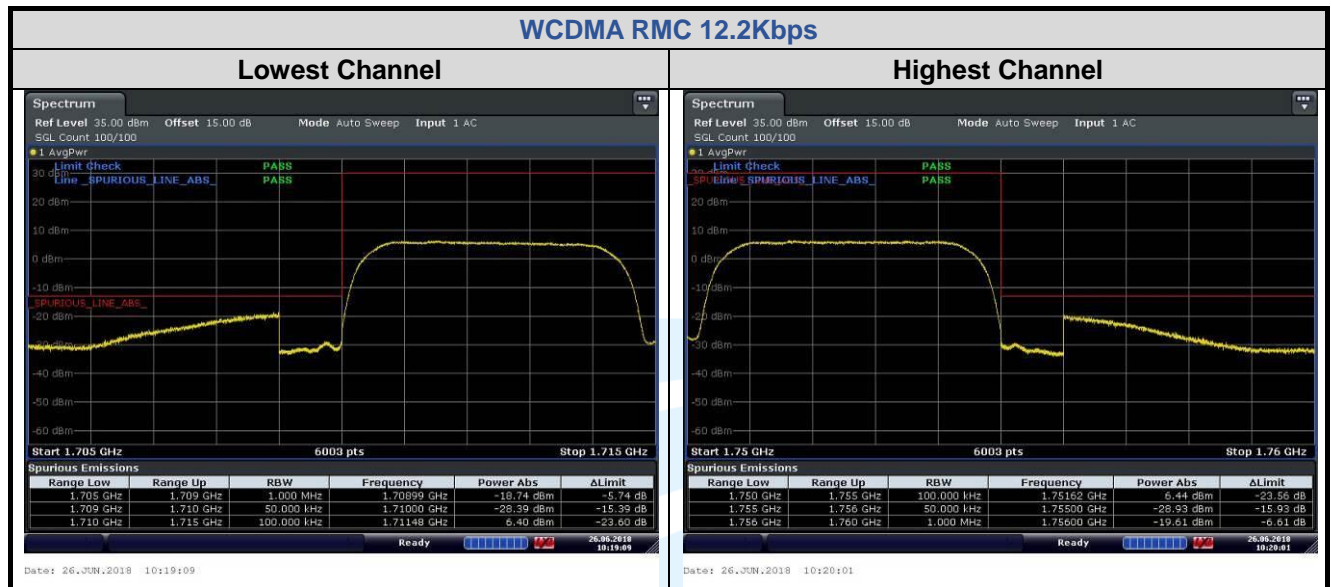 WCDMA RMC 12.2Kbps
Lowest Channel
Highest Channel
Spectrum
Ref Level 35.00 dBm Offset 15.00 dB Mode Auto Sweep Input 1 AC
SGL Count 100/100
1 AvgPwr
Limit Check PASS
30 dBm
Line _SPURIOUS_LINE_ABS_ PASS
20 dBm
10 dBm
0 dBm
-10 dBm
_SPURIOUS_LINE_ABS_
-20 dBm
-30 dBm
-40 dBm
-50 dBm
-60 dBm
Start 1.705 GHz 6003 pts Stop 1.715 GHz
Spurious Emissions
Range Low Range Up RBW Frequency Power Abs ΔLimit
1.705 GHz 1.709 GHz 1.000 MHz 1.70899 GHz -18.74 dBm -5.74 dB
1.709 GHz 1.710 GHz 50.000 kHz 1.71000 GHz -28.39 dBm -15.39 dB
1.710 GHz 1.715 GHz 100.000 kHz 1.71148 GHz 6.40 dBm -23.60 dB
Ready 26.06.2018
10:19:09
Date: 26.JUN.2018 10:19:09
Spectrum
Ref Level 35.00 dBm Offset 15.00 dB Mode Auto Sweep Input 1 AC
SGL Count 100/100
1 AvgPwr
Limit Check PASS
Line _SPURIOUS_LINE_ABS_ PASS
20 dBm
10 dBm
0 dBm
-10 dBm
-20 dBm
-30 dBm
-40 dBm
-50 dBm
-60 dBm
Start 1.75 GHz 6003 pts Stop 1.76 GHz
Spurious Emissions
Range Low Range Up RBW Frequency Power Abs ΔLimit
1.750 GHz 1.755 GHz 100.000 kHz 1.75162 GHz 6.44 dBm -23.56 dB
1.755 GHz 1.756 GHz 50.000 kHz 1.75500 GHz -28.93 dBm -15.93 dB
1.756 GHz 1.760 GHz 1.000 MHz 1.75600 GHz -19.61 dBm -6.61 dB
Ready 26.06.2018
10:20:01
Date: 26.JUN.2018 10:20:01